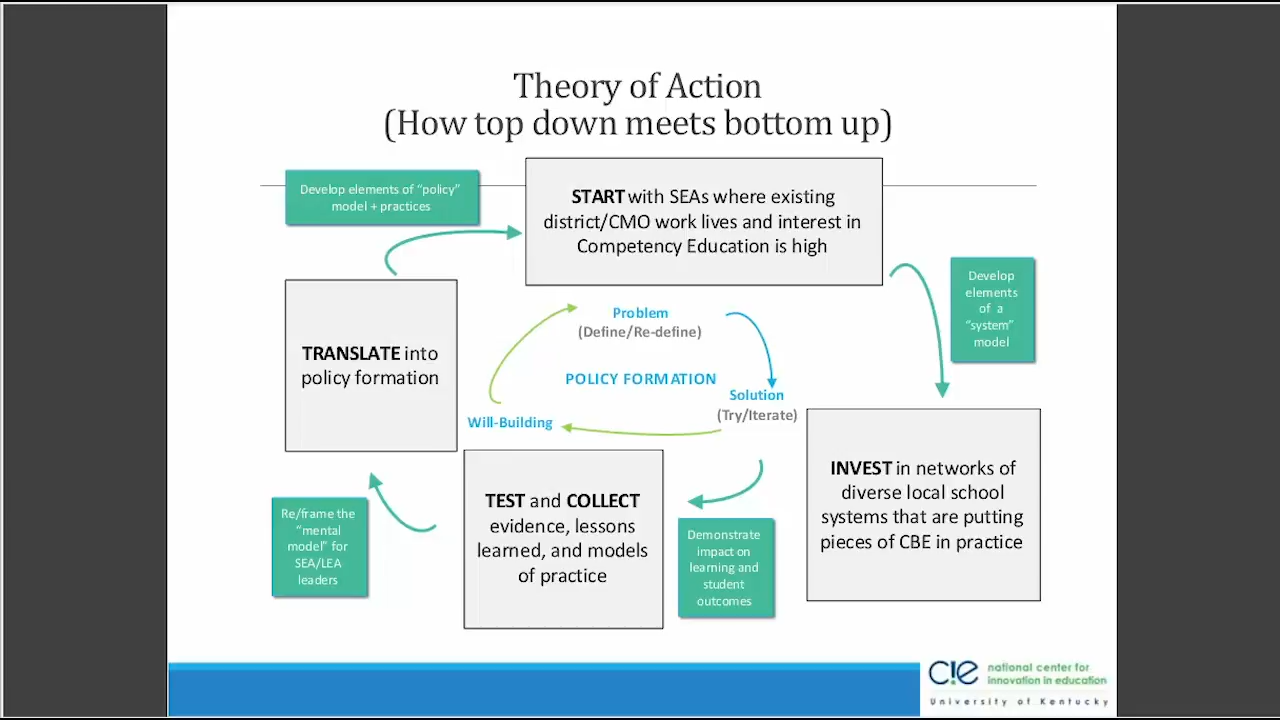 Theory of Action
(How top down meets bottom up)
Develop elements of “policy”
model + practices
START with SEAs where existing
district/CMO work lives and interest in
Competency Education is high
Develop
elements
of a
“system”
model
TRANSLATE into
policy formation
Problem
(Define/Re-define)
POLICY FORMATION
Solution
(Try/Iterate)
Will-Building
INVEST in networks of
diverse local school
systems that are putting
pieces of CBE in practice
TEST and COLLECT
evidence, lessons
learned, and models
of practice
Demonstrate
impact on
learning and
student
outcomes
Re/frame the
“mental
model” for
SEA/LEA
leaders
c!e national center for
innovation in education
University of Kentucky